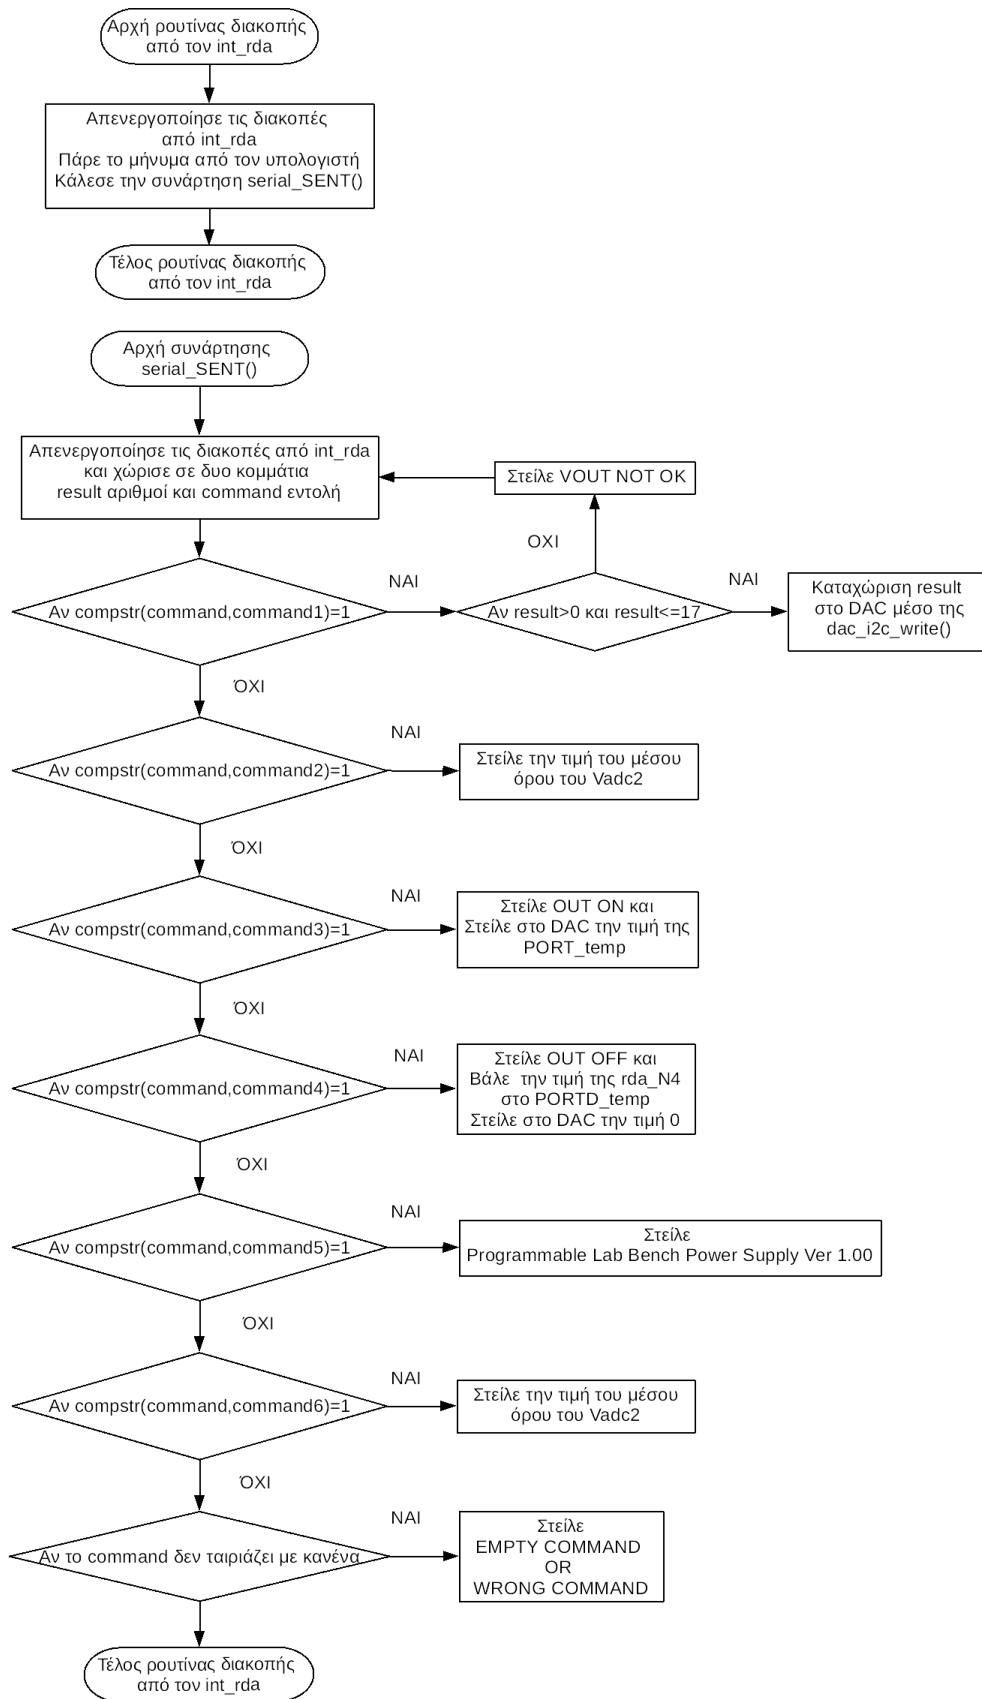 Αρχή ρουτίνας διακοπής
από τον int_rda
Απενεργοποίησε τις διακοπές
από int_rda
Πάρε το μήνυμα από τον υπολογιστή
Κάλεσε την συνάρτηση serial_SENT()
Τέλος ρουτίνας διακοπής
από τον int_rda
Αρχή συνάρτησης
serial_SENT()
Απενεργοποίησε τις διακοπές από int_rda
και χώρισε σε δυο κομμάτια
result αριθμοί και command εντολή
Στείλε VOUT NOT OK
ΟΧΙ
ΝΑΙ
ΝΑΙ
Αν compstr(command,command1)=1
Αν result>0 και result<=17
Καταχώριση result
στο DAC μέσο της
dac_i2c_write()
ΌΧΙ
ΝΑΙ
Αν compstr(command,command2)=1
Στείλε την τιμή του μέσου
όρου του Vadc2
ΌΧΙ
ΝΑΙ
Αν compstr(command,command3)=1
Στείλε OUT ON και
Στείλε στο DAC την τιμή της
PORT_temp
ΌΧΙ
ΝΑΙ
Αν compstr(command,command4)=1
Στείλε OUT OFF και
Βάλε την τιμή της rda_N4
στο PORTD_temp
Στείλε στο DAC την τιμή 0
ΌΧΙ
ΝΑΙ
Αν compstr(command,command5)=1
Στείλε
Programmable Lab Bench Power Supply Ver 1.00
ΌΧΙ
ΝΑΙ
Αν compstr(command,command6)=1
Στείλε την τιμή του μέσου
όρου του Vadc2
ΌΧΙ
ΝΑΙ
Αν το command δεν ταιριάζει με κανένα
Στείλε
EMPTY COMMAND
OR
WRONG COMMAND
Τέλος ρουτίνας διακοπής
από τον int_rda